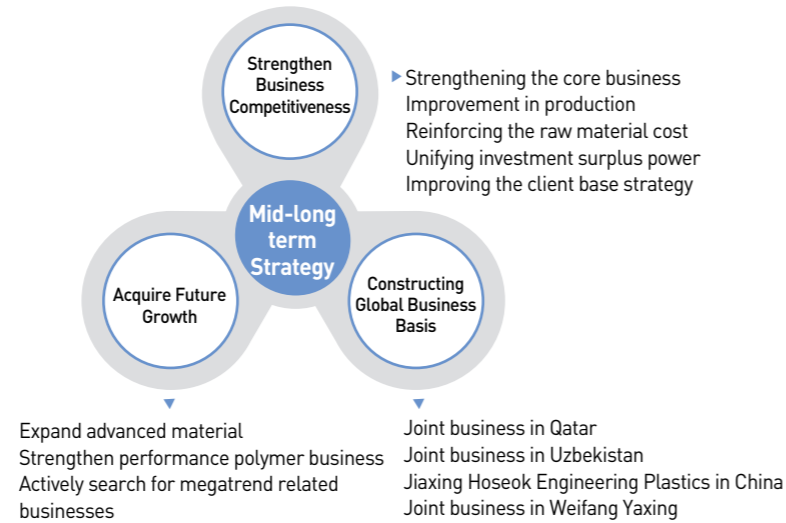 Strengthen
Business
Competitiveness
Strengthening the core business
Improvement in production
Reinforcing the raw material cost
Unifying investment surplus power
Improving the client base strategy
Mid-long
term
Strategy
Acquire Future
Growth
Constructing
Global Business
Basis
Expand advanced material
Strengthen performance polymer business
Actively search for megatrend related
businesses
Joint business in Qatar
Joint business in Uzbekistan
Jiaxing Hoseok Engineering Plastics in China
Joint business in Weifang Yaxing